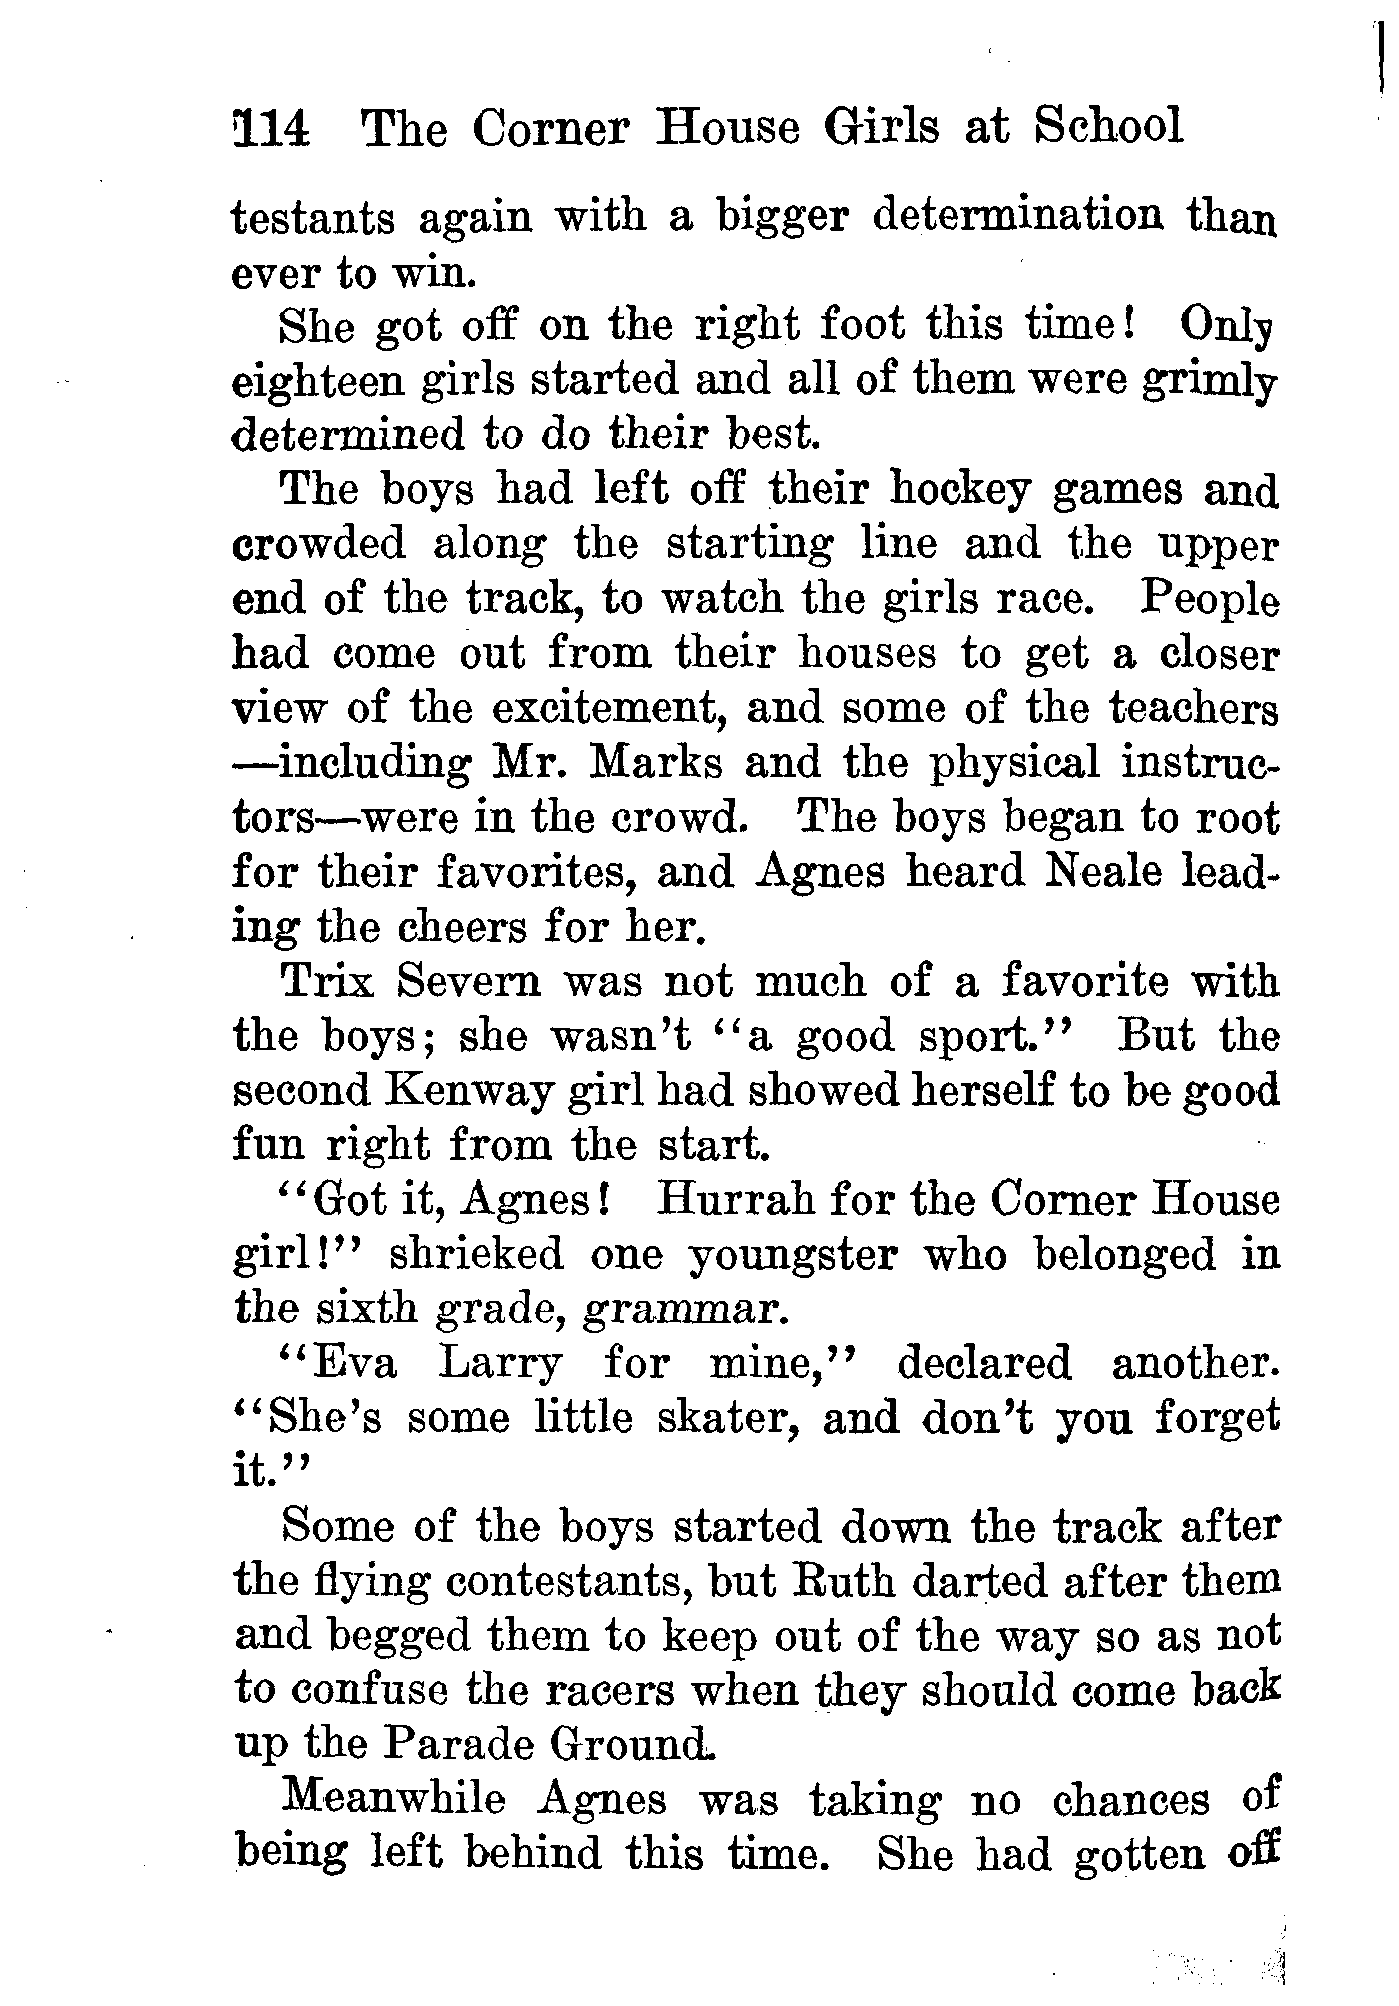 114 The Corner House Girls at School
testants again with a bigger determination than
ever to win.
She got off on the right foot this time! Only
eighteen girls started and all of them were grimly
determined to do their best.
The boys had left off their hockey games and
crowded along the starting line and the upper
end of the track, to watch the girls race. People
had come out from their houses to get a closer
view of the excitement, and some of the teachers
—including Mr. Marks and the physical instruc-
tors—were in the crowd. The boys began to root
for their favorites, and Agnes heard Neale lead-
ing the cheers for her.
Trix Severn was not much of a favorite with
the boys; she wasn't "a good sport." But the
second Kenway girl had showed herself to be good
fun right from the start.
"Got it, Agnes! Hurrah for the Corner House
girl!" shrieked one youngster who belonged in
the sixth grade, grammar.
"Eva Larry for mine," declared another.
"She's some little skater, and don't you forget
it."
Some of the boys started down the track after
the flying contestants, but Ruth darted after them
and begged them to keep out of the way so as not
to confuse the racers when they should come back
up the Parade Ground.
Meanwhile Agnes was taking no chances of
being left behind this time. She had gotten off